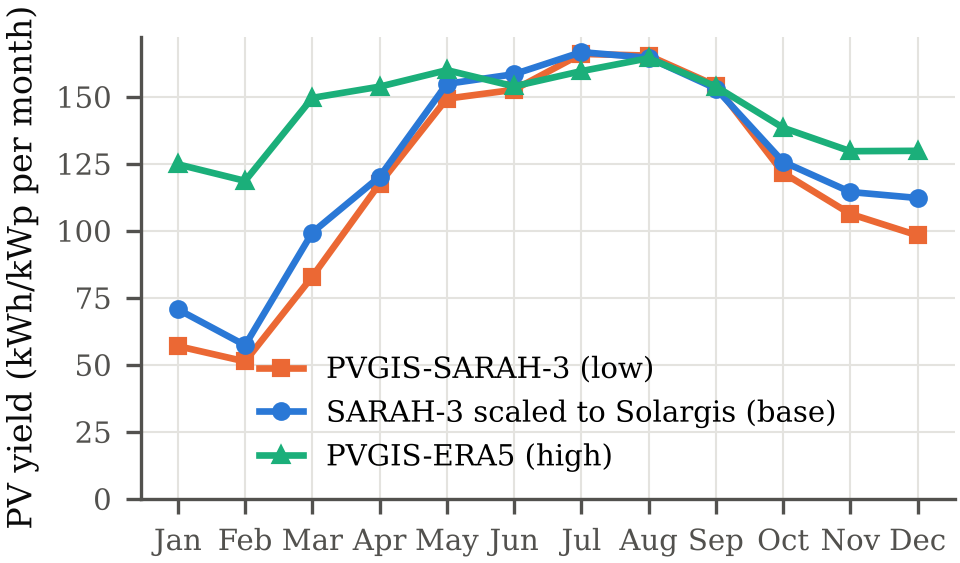 PV yield (kWh/kWp per month)
150
125
100
75
50
25
0
PVGIS-SARAH-3 (low)
SARAH-3 scaled to Solargis (base)
PVGIS-ERA5 (high)
Jan Feb Mar Apr May Jun Jul Aug Sep Oct Nov Dec